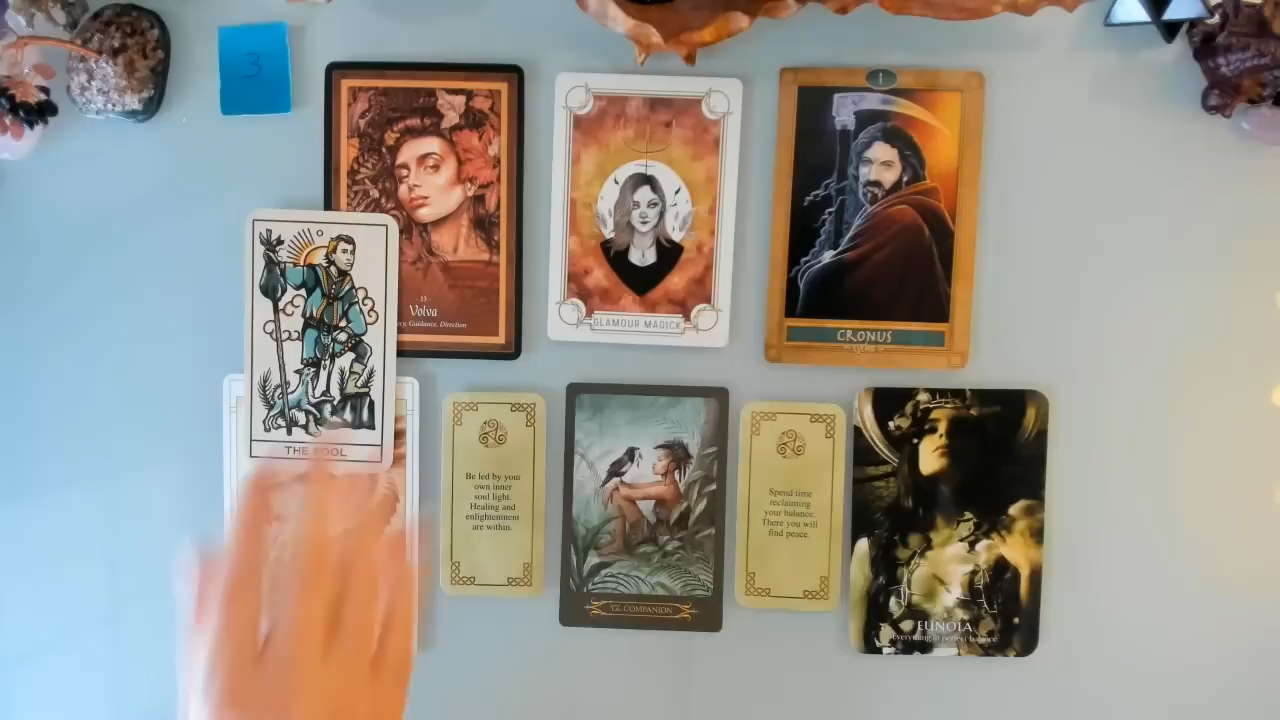 3
- 33 -
Volva
Guidance, Direction
GLAMOUR MAGICK
1
CRONUS
THE FOOL
Be led by your
own inner
soul light.
Healing and
enlightenment
are within.
THE COMPANION
Spend time
reclaiming
your balance.
There you will
find peace.
EUNOIA
Everything in perfect balance